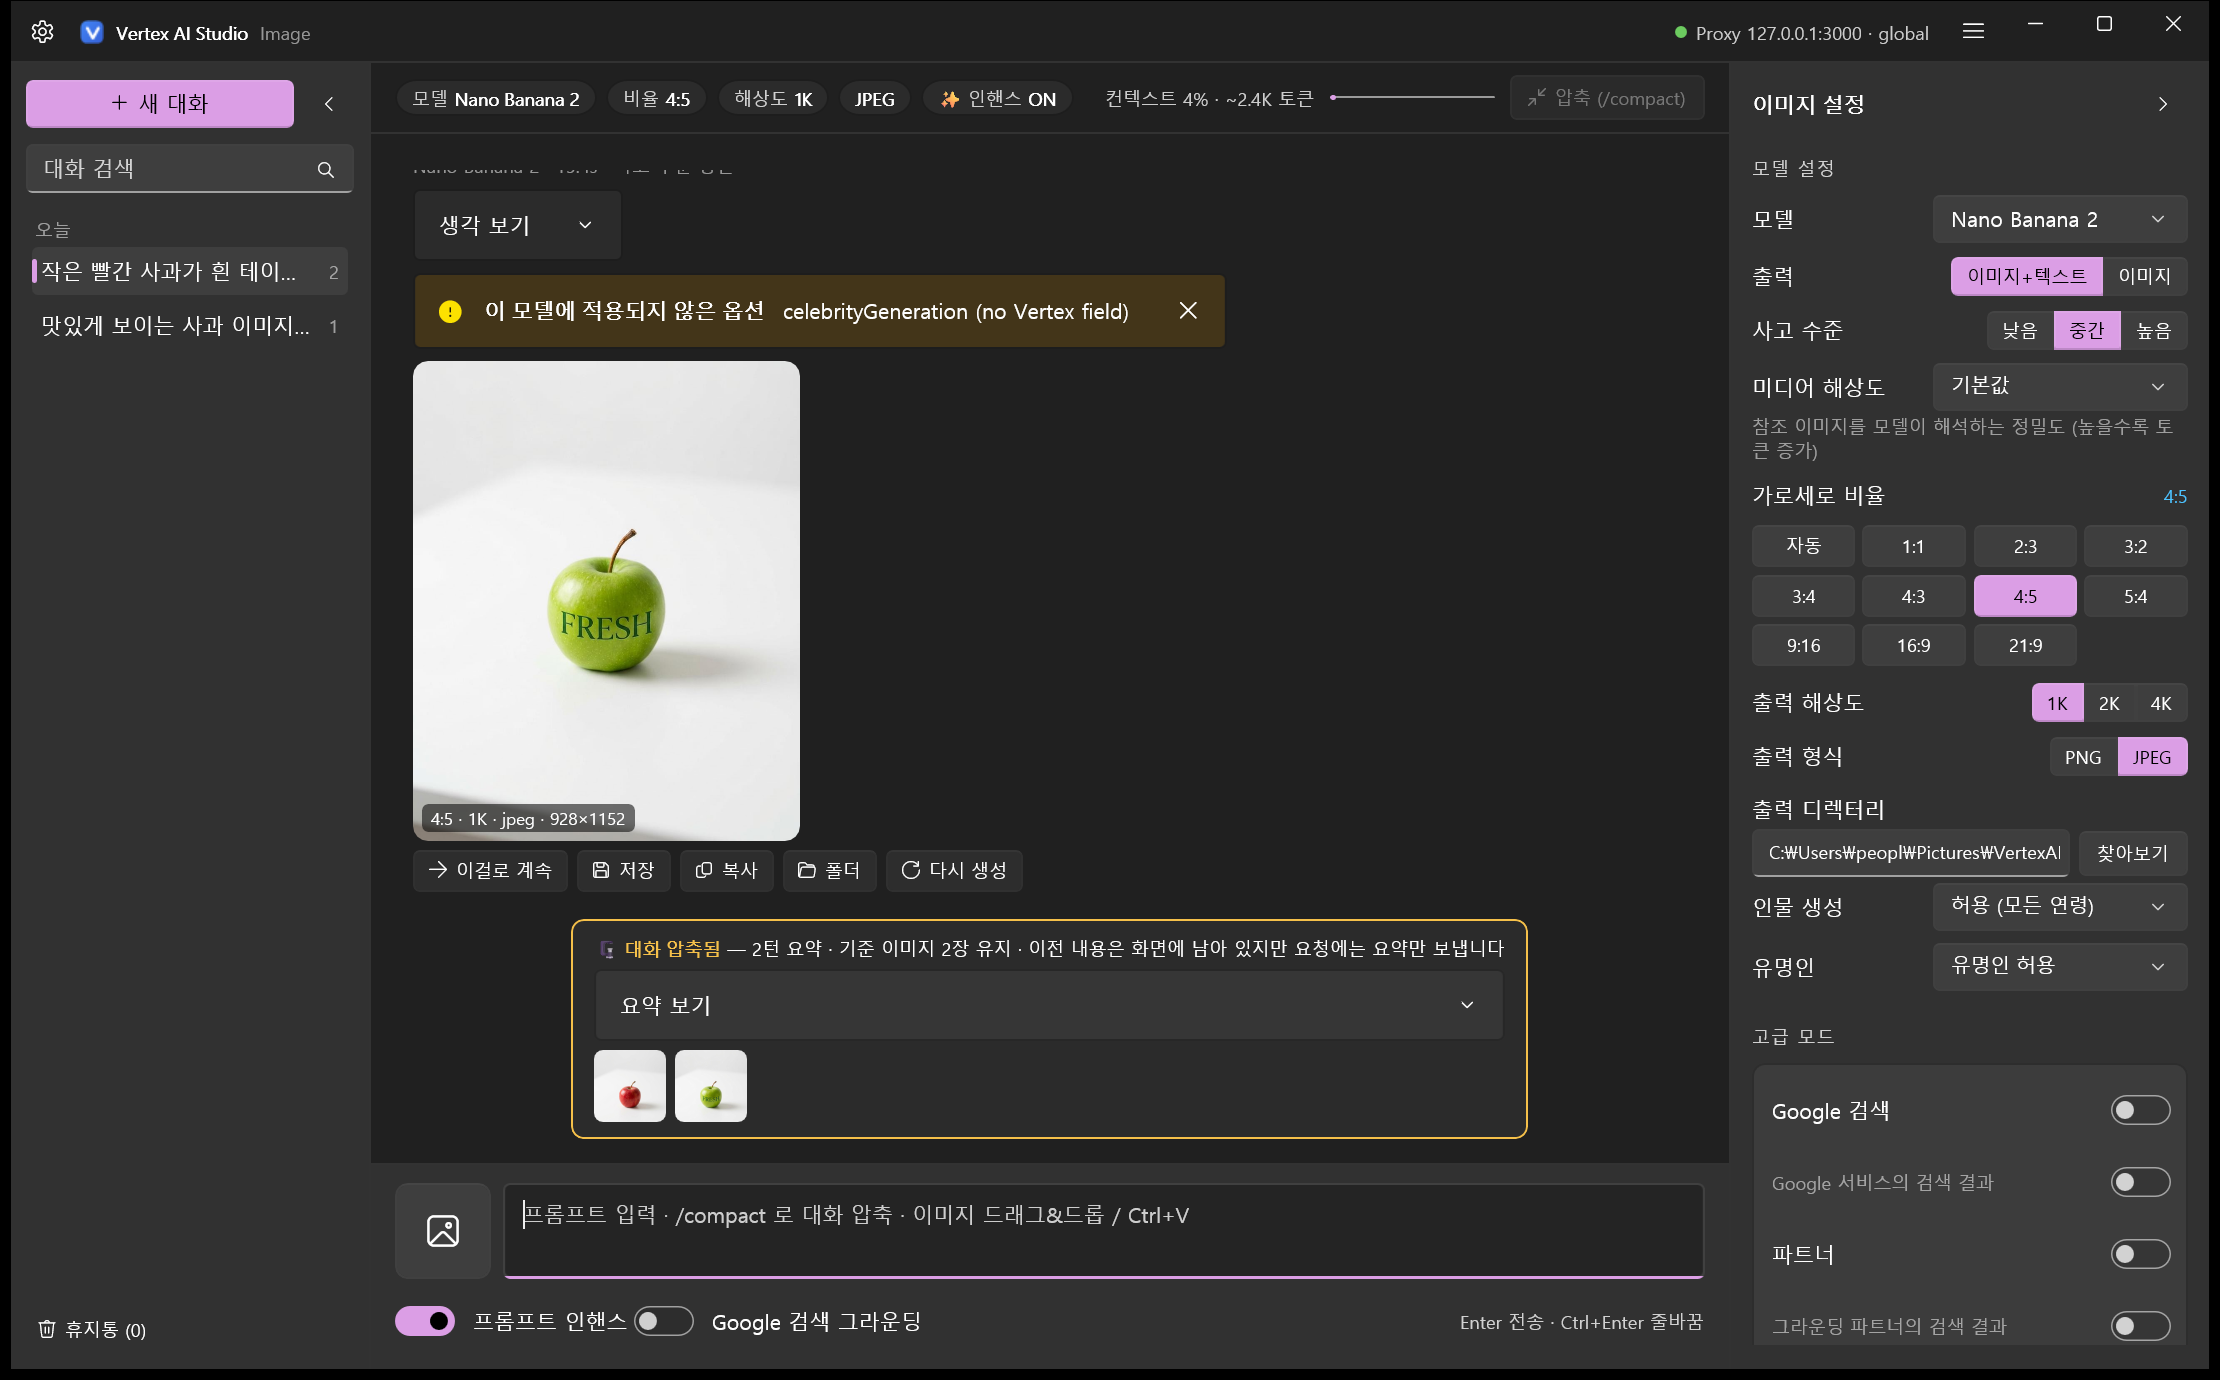 Vertex AI Studio Image
Proxy 127.0.0.1:3000 · global
+ 새 대화
대화 검색
오늘
작은 빨간 사과가 흰 테이... 2
맛있게 보이는 사과 이미지... 1
휴지통 (0)
모델 Nano Banana 2
비율 4:5
해상도 1K
JPEG
✨ 인핸스 ON
컨텍스트 4% · ~2.4K 토큰
압축 (/compact)
생각 보기
이 모델에 적용되지 않은 옵션 celebrityGeneration (no Vertex field)
FRESH
4:5 · 1K · jpeg · 928×1152
이걸로 계속
저장
복사
폴더
다시 생성
대화 압축됨 — 2턴 요약 · 기준 이미지 2장 유지 · 이전 내용은 화면에 남아 있지만 요청에는 요약만 보냅니다
요약 보기
프롬프트 입력 · /compact 로 대화 압축 · 이미지 드래그&드롭 / Ctrl+V
프롬프트 인핸스
Google 검색 그라운딩
Enter 전송 · Ctrl+Enter 줄바꿈
이미지 설정
모델 설정
모델 Nano Banana 2
출력 이미지+텍스트 이미지
사고 수준 낮음 중간 높음
미디어 해상도 기본값
참조 이미지를 모델이 해석하는 정밀도 (높을수록 토
큰 증가)
가로세로 비율 4:5
자동 1:1 2:3 3:2
3:4 4:3 4:5 5:4
9:16 16:9 21:9
출력 해상도 1K 2K 4K
출력 형식 PNG JPEG
출력 디렉터리
C:₩Users₩peopl₩Pictures₩VertexAI 찾아보기
인물 생성 허용 (모든 연령)
유명인 유명인 허용
고급 모드
Google 검색
Google 서비스의 검색 결과
파트너
그라운딩 파트너의 검색 결과